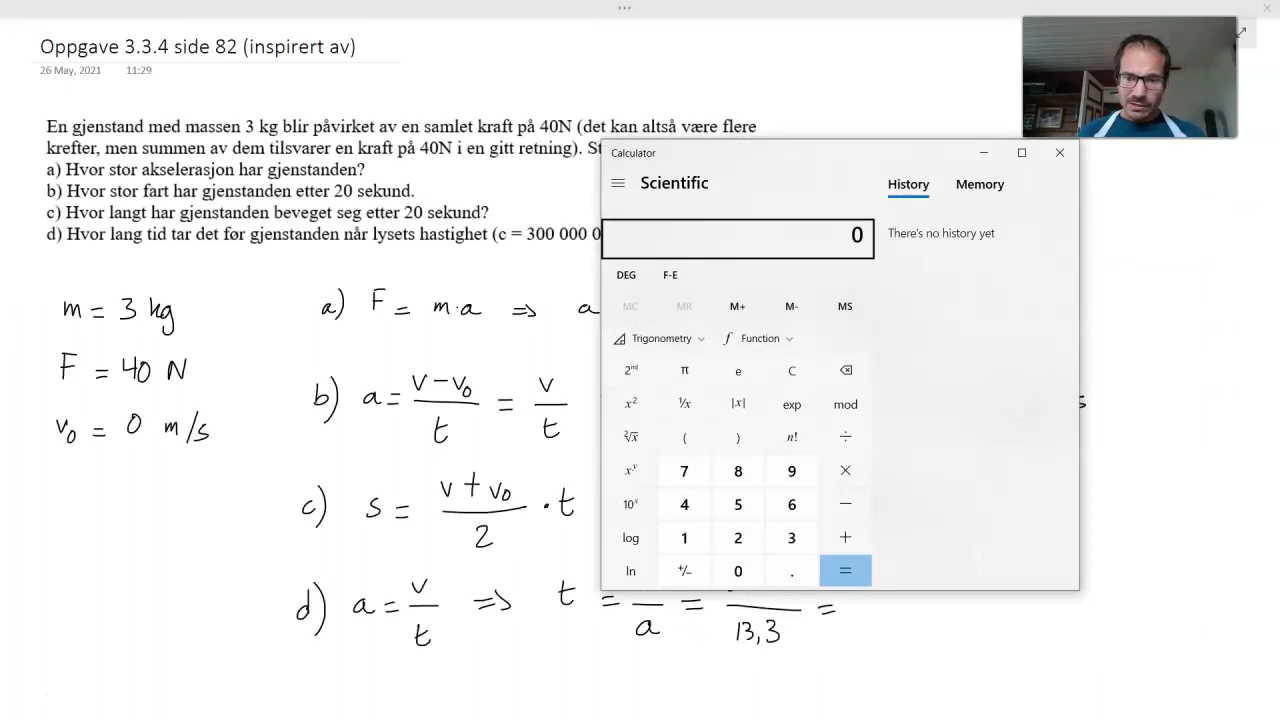 Oppgave 3.3.4 side 82 (inspirert av)
26 May, 2021 11:29
En gjenstand med massen 3 kg blir påvirket av en samlet kraft på 40N (det kan altså være flere
krefter, men summen av dem tilsvarer en kraft på 40N i en gitt retning).
a) Hvor stor akselerasjon har gjenstanden?
b) Hvor stor fart har gjenstanden etter 20 sekund.
c) Hvor langt har gjenstanden beveget seg etter 20 sekund?
d) Hvor lang tid tar det før gjenstanden når lysets hastighet (c = 300 000 0
m = 3 kg
F = 40 N
v₀ = 0 m/s
a) F = m·a => a
b) a = (v - v₀)/t = v/t
s
c) s = (v + v₀)/2 · t
d) a = v/t => t = /a = /13,3 =
Calculator
Scientific
History Memory
0
There's no history yet
DEG F-E
MC MR M+ M- MS
Trigonometry Function
2ⁿᵈ π e C
x² ¹/x |x| exp mod
²√x ( ) n! ÷
xʸ 7 8 9 ×
10ˣ 4 5 6 −
log 1 2 3 +
ln +/− 0 . =